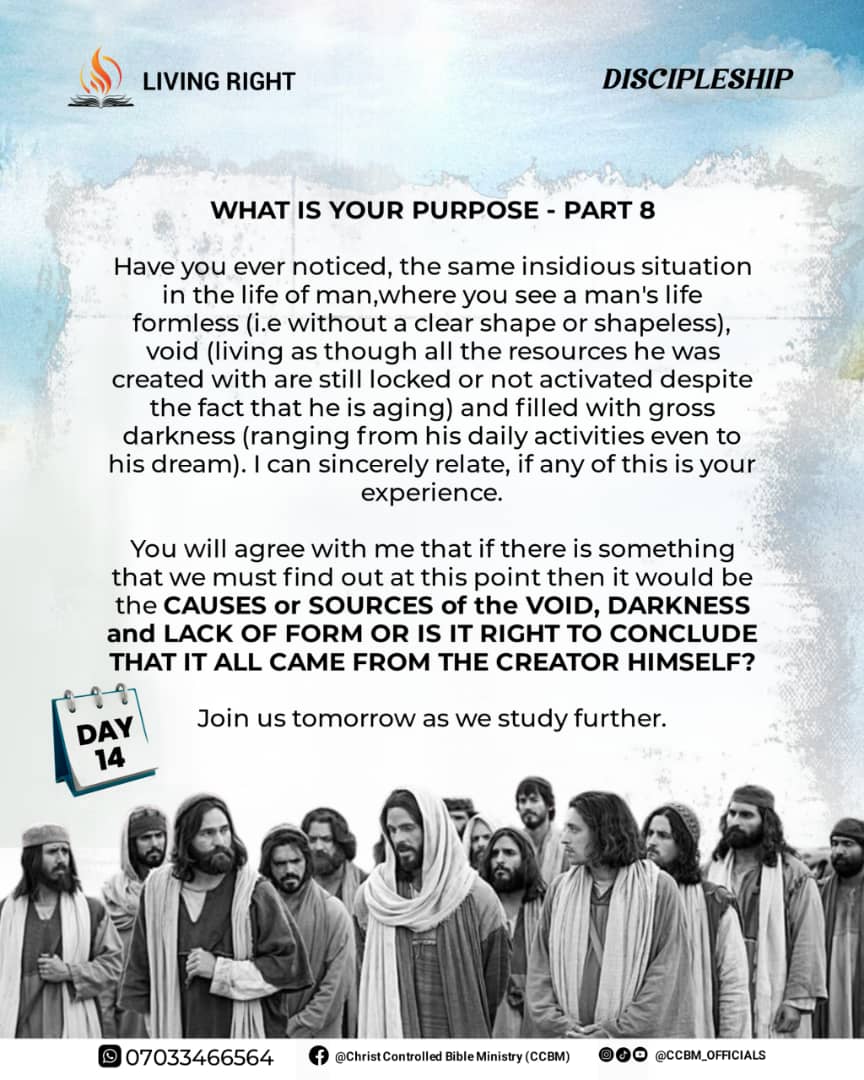 LIVING RIGHT
DISCIPLESHIP
WHAT IS YOUR PURPOSE - PART 8
Have you ever noticed, the same insidious situation
in the life of man,where you see a man's life
formless (i.e without a clear shape or shapeless),
void (living as though all the resources he was
created with are still locked or not activated despite
the fact that he is aging) and filled with gross
darkness (ranging from his daily activities even to
his dream). I can sincerely relate, if any of this is your
experience.
You will agree with me that if there is something
that we must find out at this point then it would be
the CAUSES or SOURCES of the VOID, DARKNESS
and LACK OF FORM OR IS IT RIGHT TO CONCLUDE
THAT IT ALL CAME FROM THE CREATOR HIMSELF?
Join us tomorrow as we study further.
DAY
14
07033466564
@Christ Controlled Bible Ministry (CCBM)
@CCBM_OFFICIALS